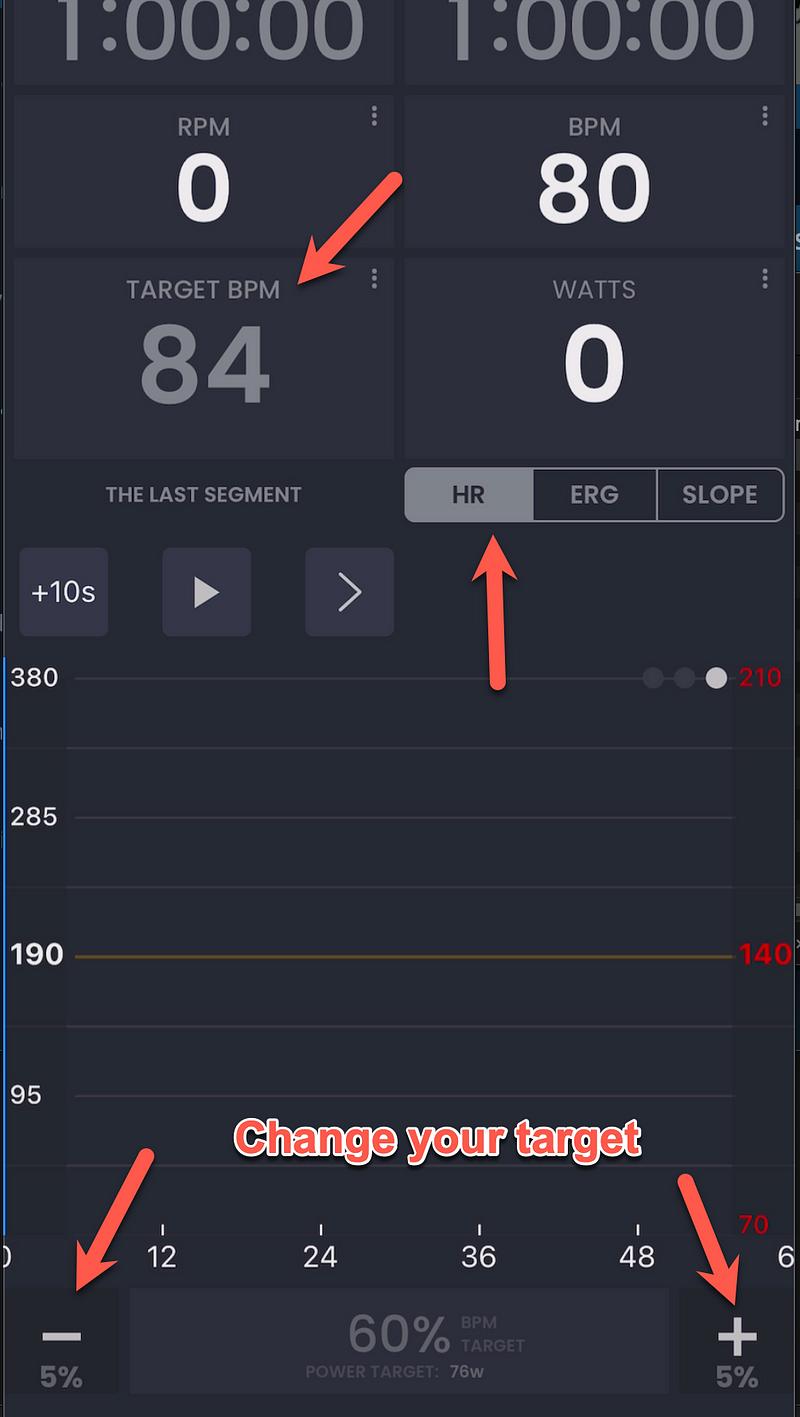 1:00:00 1:00:00
RPM BPM
0 80
TARGET BPM WATTS
84 0
THE LAST SEGMENT HR ERG SLOPE
+10s
380 210
285
190 140
95
Change your target
70
12 24 36 48 6
60% BPM TARGET
POWER TARGET: 76w
5% 5%